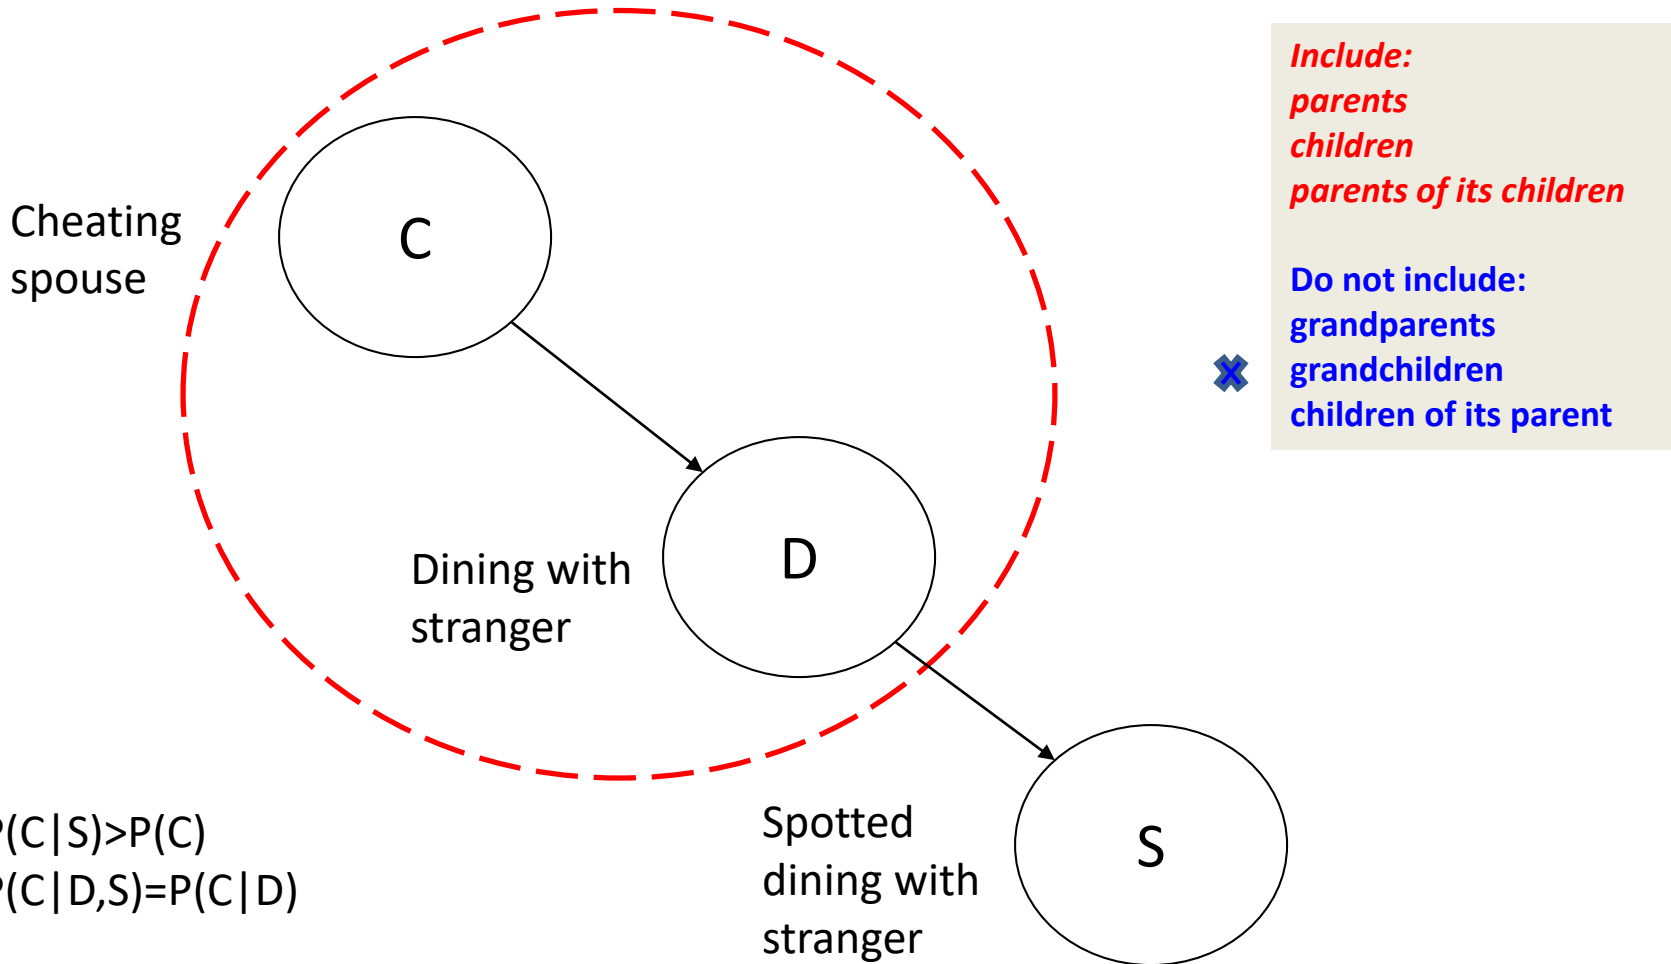 Include:
parents
children
parents of its children
Do not include:
grandparents
grandchildren
children of its parent
Cheating
spouse
C
Dining with
stranger
D
Spotted
dining with
stranger
S
P(C|S)>P(C)
P(C|D,S)=P(C|D)